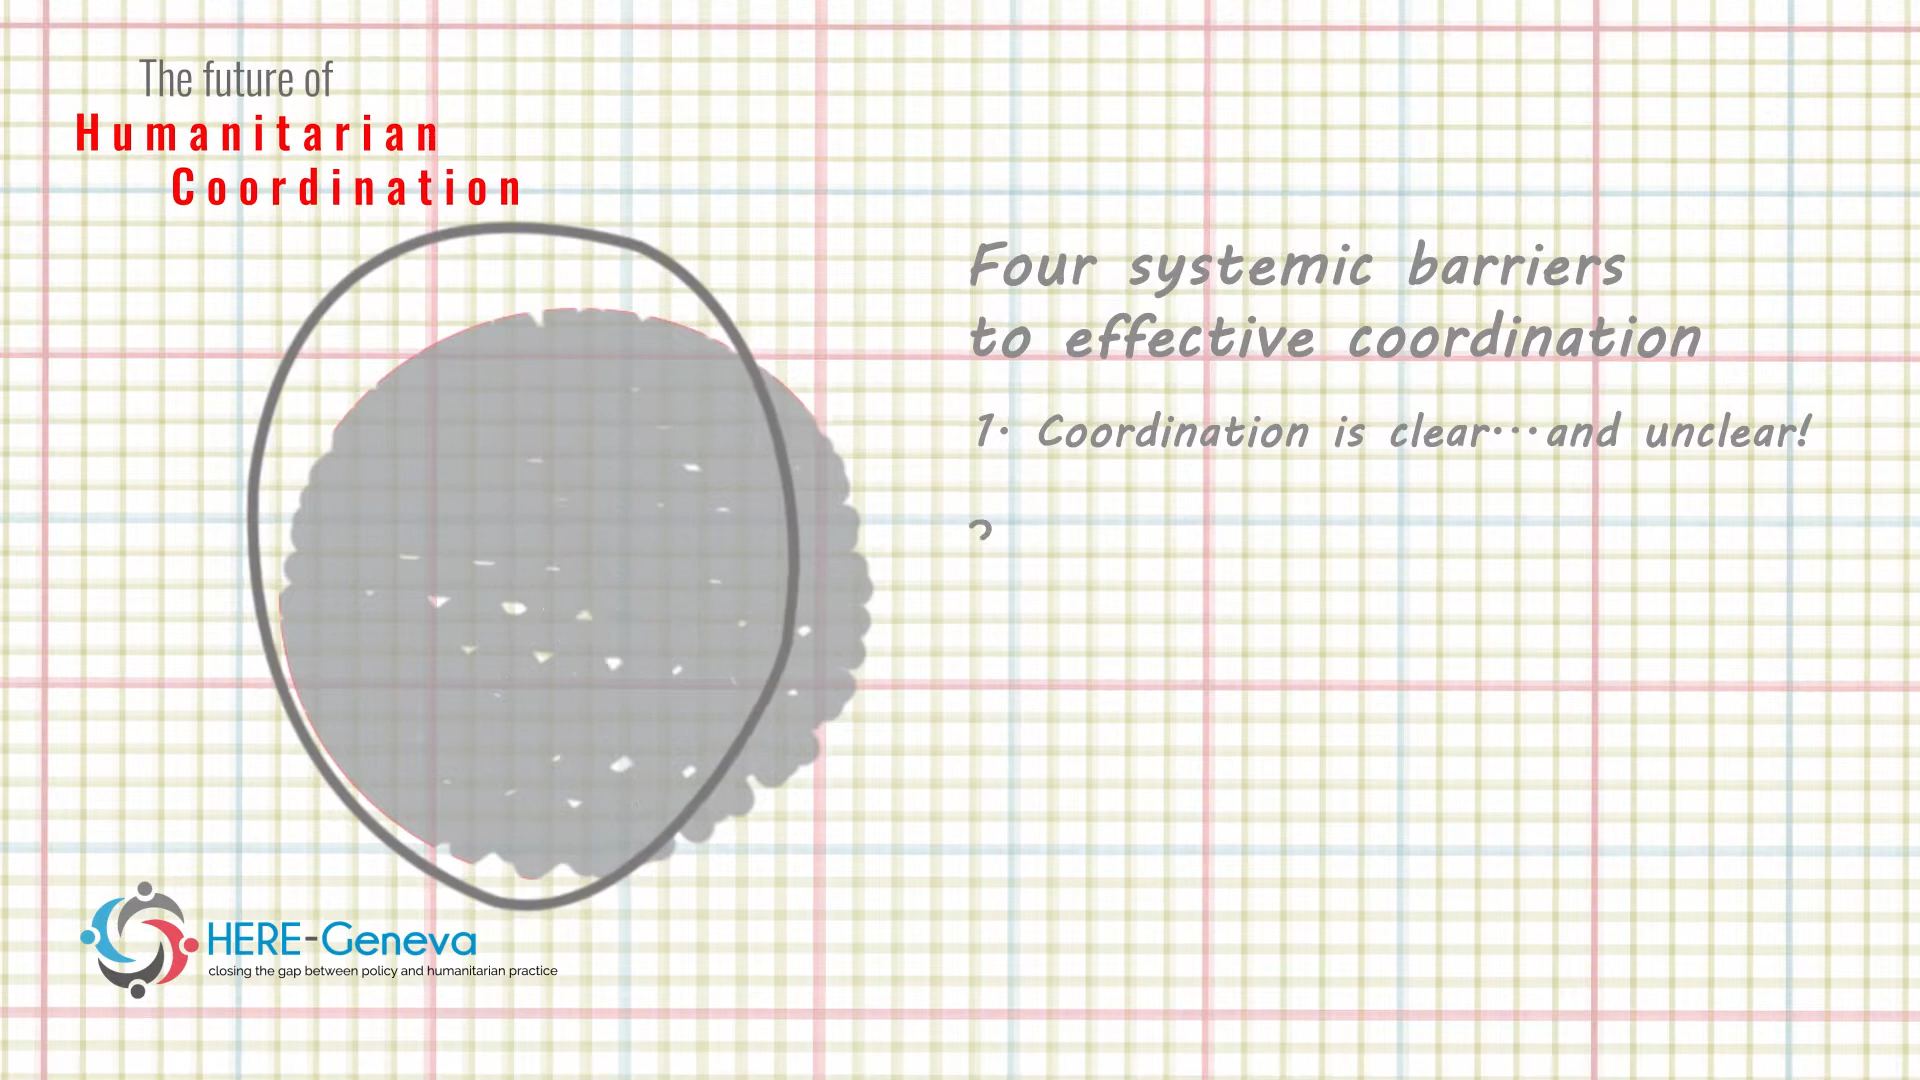 The future of
Humanitarian
Coordination
Four systemic barriers
to effective coordination
1. Coordination is clear...and unclear!
HERE-Geneva
closing the gap between policy and humanitarian practice